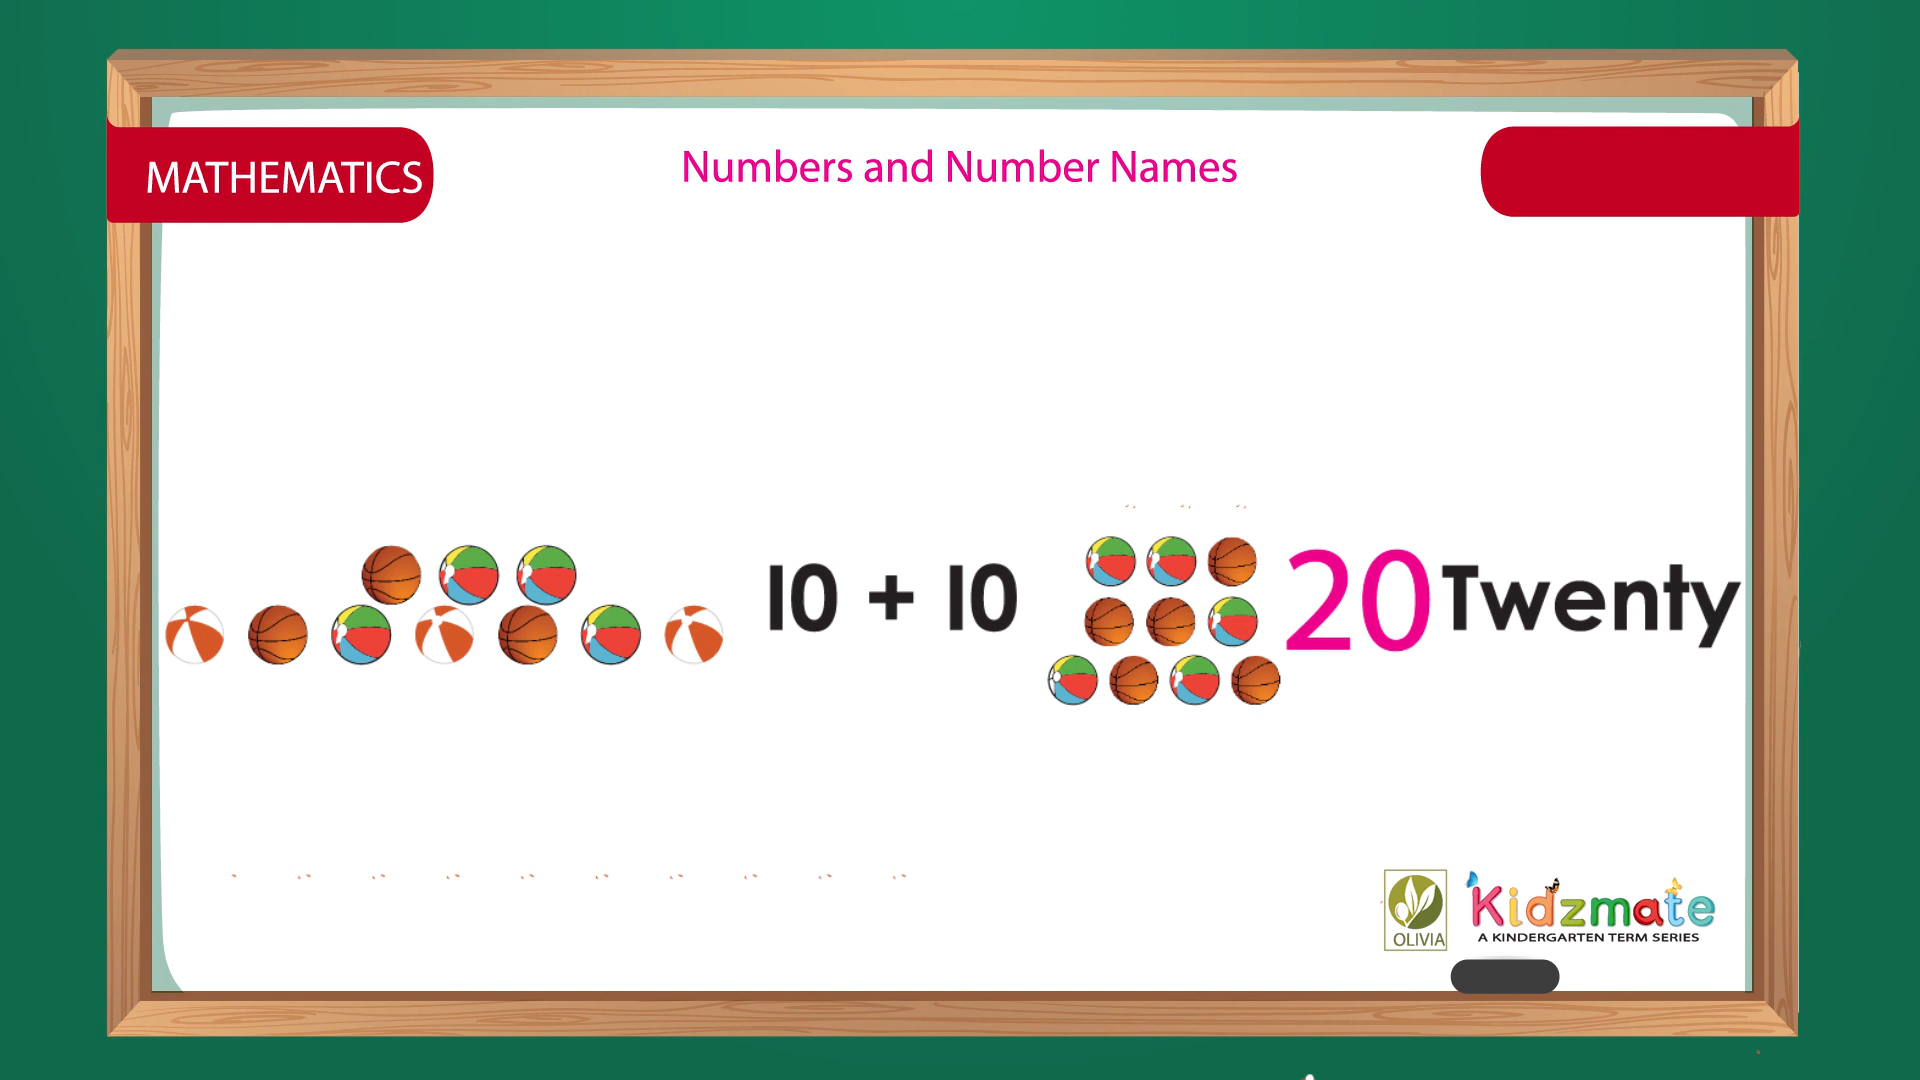 MATHEMATICS
Numbers and Number Names
10 + 10
20 Twenty
OLIVIA
Kidzmate
A KINDERGARTEN TERM SERIES